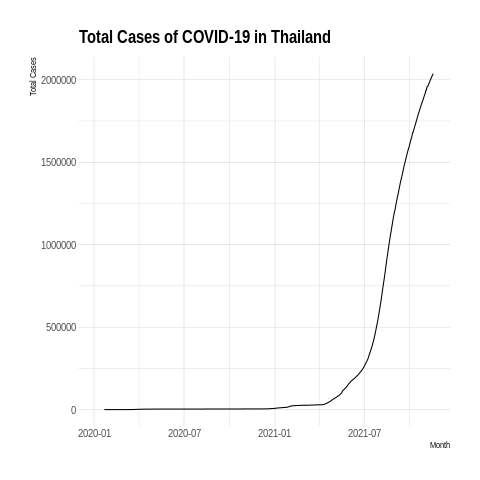 Total Cases of COVID-19 in Thailand
Total Cases
2000000
1500000
1000000
500000
0
2020-01 2020-07 2021-01 2021-07
Month